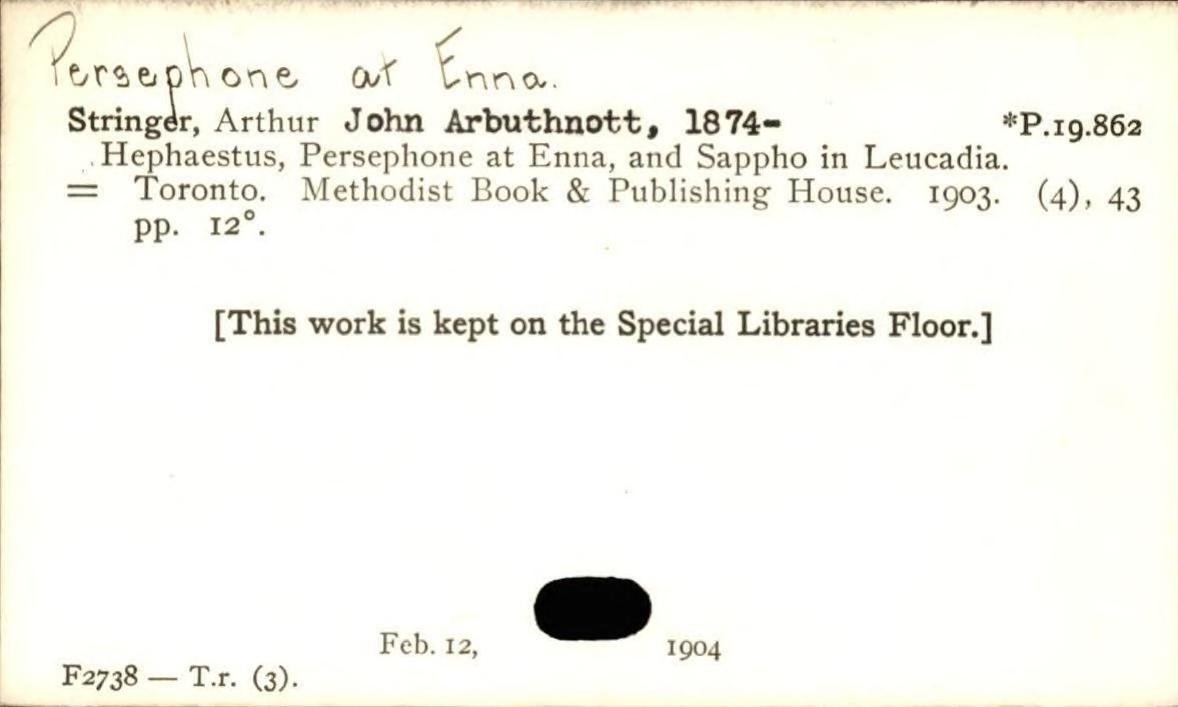 Persephone at Enna.
Stringer, Arthur John Arbuthnott, 1874- *P.19.862
Hephaestus, Persephone at Enna, and Sappho in Leucadia.
= Toronto. Methodist Book & Publishing House. 1903. (4), 43
pp. 12°.
[This work is kept on the Special Libraries Floor.]
Feb. 12, 1904
F2738 — T.r. (3).